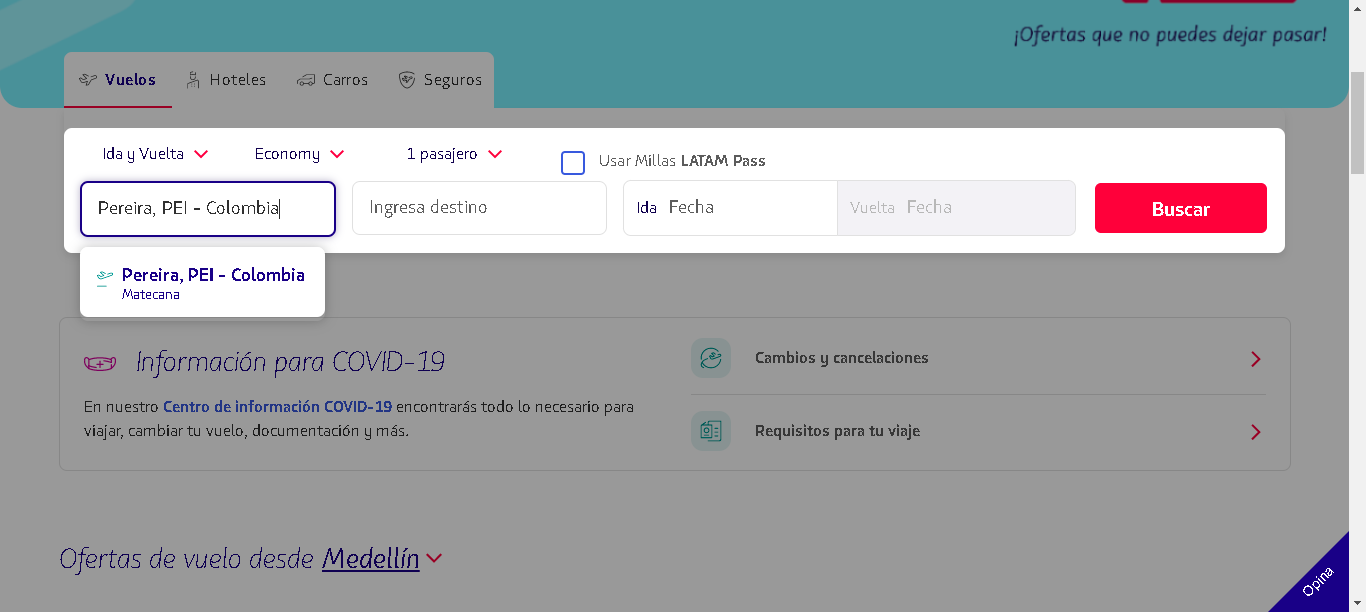 ¡Ofertas que no puedes dejar pasar!
Vuelos Hoteles Carros Seguros
Ida y Vuelta Economy 1 pasajero Usar Millas LATAM Pass
Pereira, PEI - Colombia Ingresa destino Ida Fecha Vuelta Fecha Buscar
Pereira, PEI - Colombia
Matecana
Información para COVID-19
En nuestro Centro de información COVID-19 encontrarás todo lo necesario para
viajar, cambiar tu vuelo, documentación y más.
Cambios y cancelaciones
Requisitos para tu viaje
Ofertas de vuelo desde Medellín
Opina